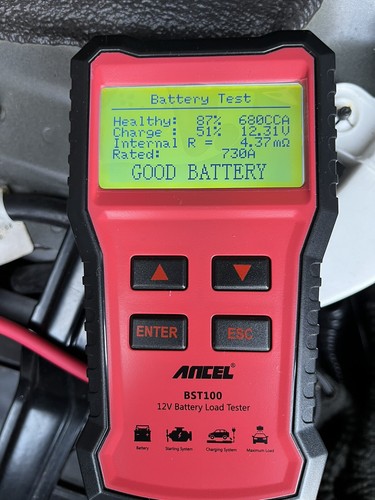 Battery Test
Healthy: 87% 680CCA
Charge : 51% 12.31V
Internal R = 4.37mΩ
Rated: 730A
GOOD BATTERY
ENTER ESC
ANCEL®
BST100
12V Battery Load Tester
Battery Starting System Charging System Maximum Load